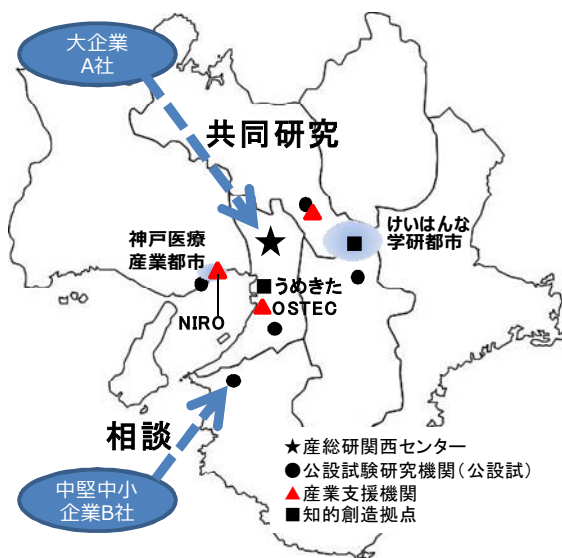 大企業
A社
共同研究
けいはんな
学研都市
神戸医療
産業都市
うめきた
OSTEC
NIRO
相談
中堅中小
企業B社
★産総研関西センター
●公設試験研究機関(公設試)
▲産業支援機関
■知的創造拠点